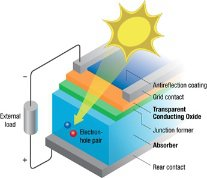 −
External
load
+
Electron-
hole pair
Antireflection coating
Grid contact
Transparent
Conducting Oxide
Junction former
Absorber
Rear contact